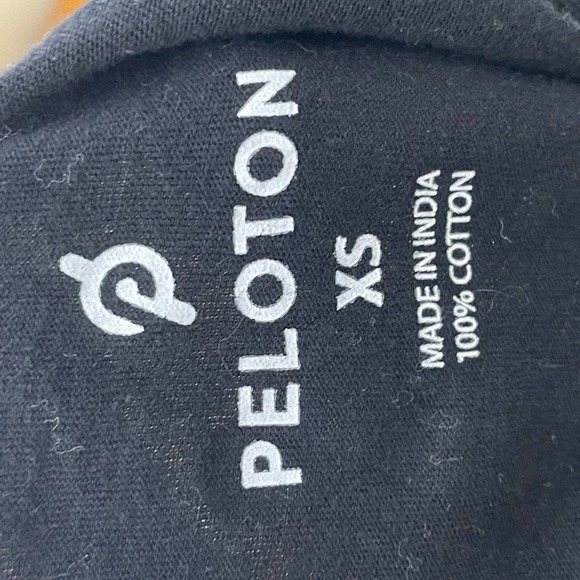 PELOTON
XS
MADE IN INDIA
100% COTTON